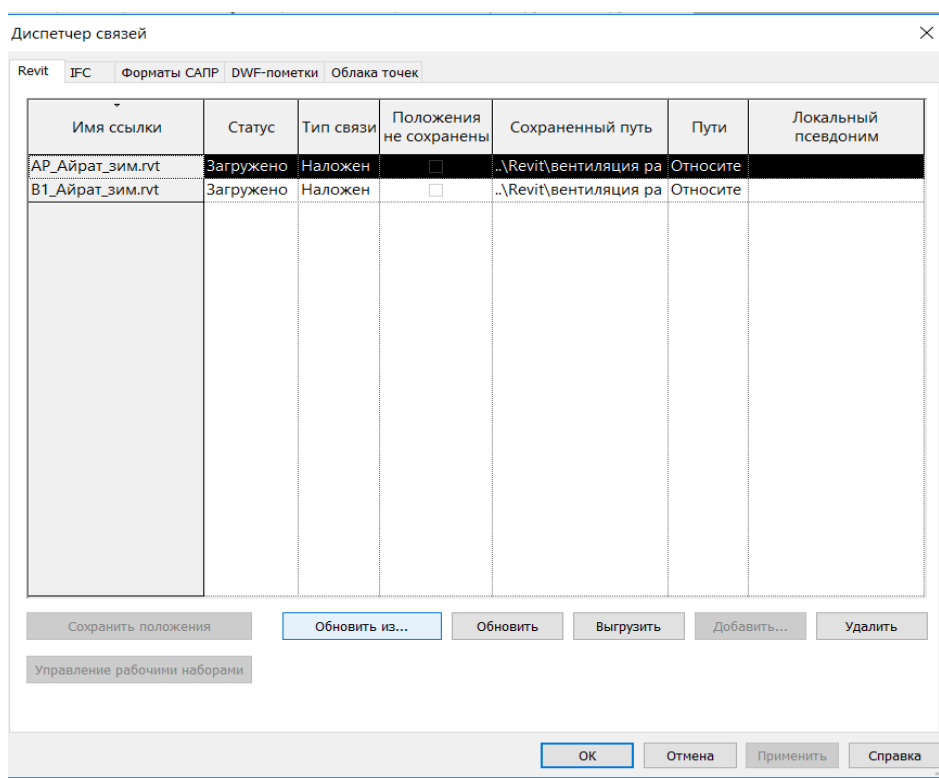 Диспетчер связей
Revit IFC Форматы САПР DWF-пометки Облака точек
Имя ссылки Статус Тип связи Положения не сохранены Сохраненный путь Пути Локальный псевдоним
АР_Айрат_зим.rvt Загружено Наложен ..\Revit\вентиляция ра Относите
В1_Айрат_зим.rvt Загружено Наложен ..\Revit\вентиляция ра Относите
Сохранить положения Обновить из... Обновить Выгрузить Добавить... Удалить
Управление рабочими наборами
ОК Отмена Применить Справка